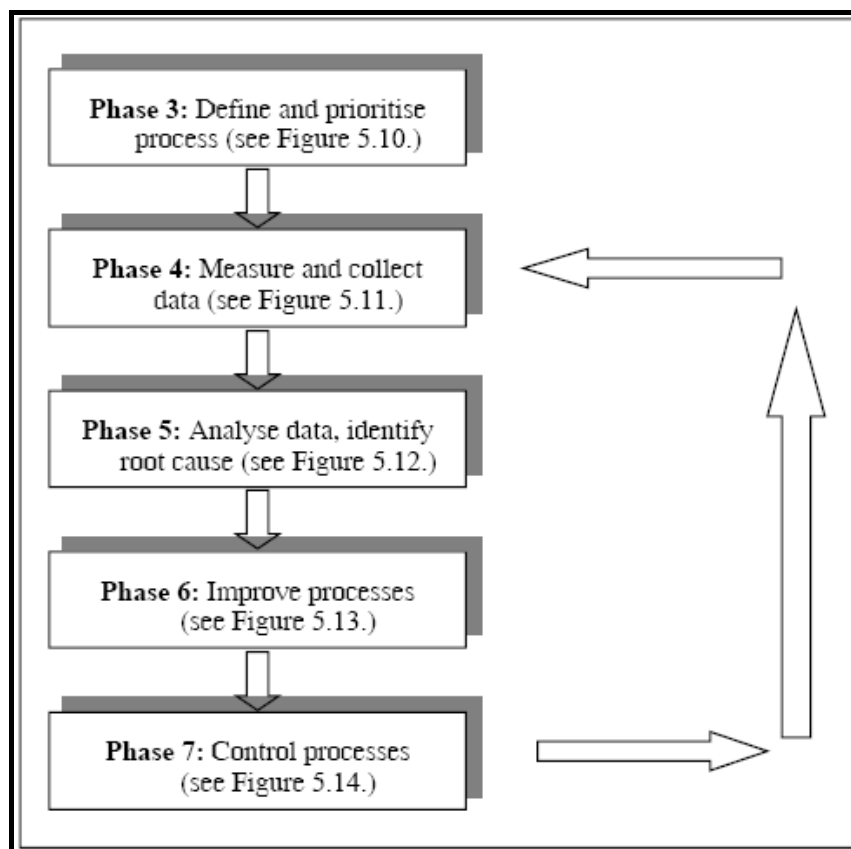 Phase 3: Define and prioritise
process (see Figure 5.10.)
Phase 4: Measure and collect
data (see Figure 5.11.)
Phase 5: Analyse data, identify
root cause (see Figure 5.12.)
Phase 6: Improve processes
(see Figure 5.13.)
Phase 7: Control processes
(see Figure 5.14.)